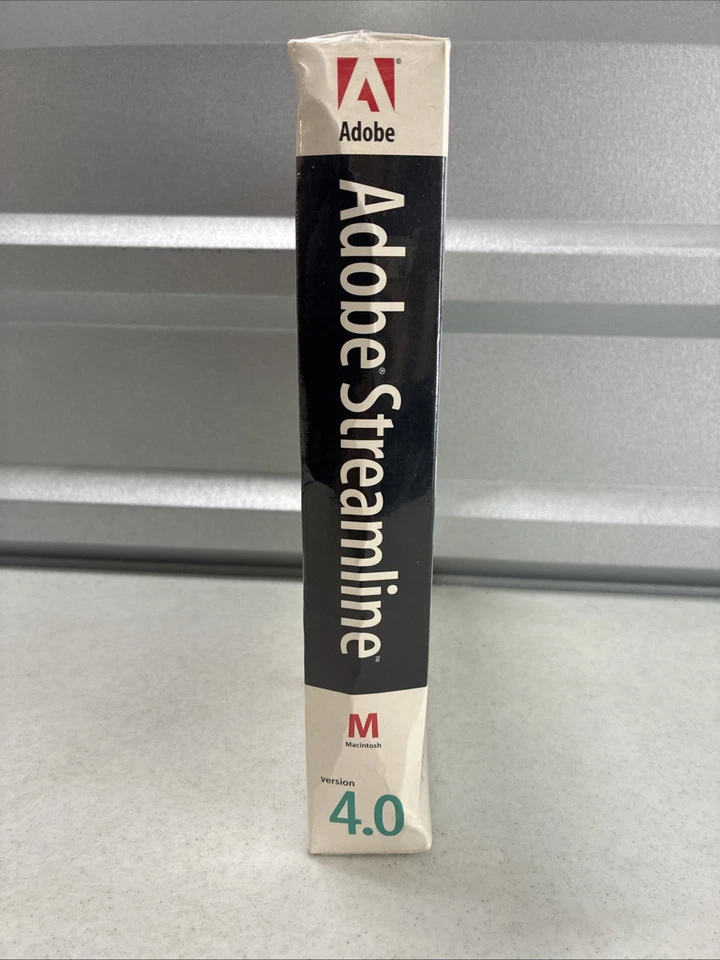 ®
Adobe
Adobe® Streamline™
M
Macintosh
version
4.0